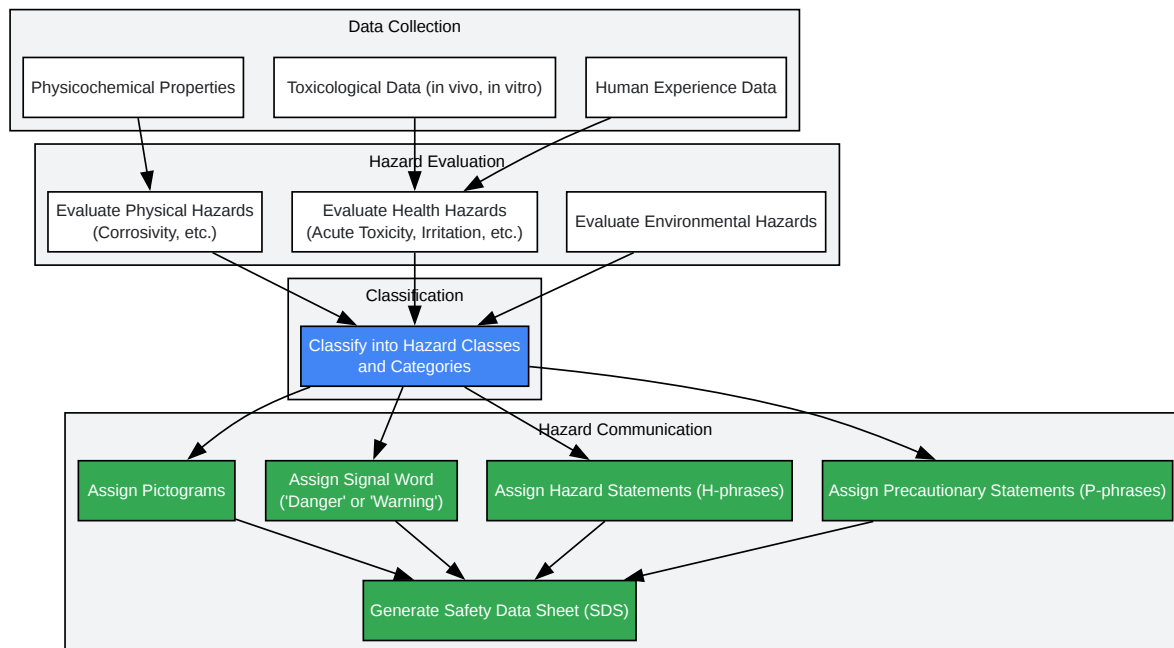 Data Collection
Physicochemical Properties
Toxicological Data (in vivo, in vitro)
Human Experience Data
Hazard Evaluation
Evaluate Physical Hazards
(Corrosivity, etc.)
Evaluate Health Hazards
(Acute Toxicity, Irritation, etc.)
Evaluate Environmental Hazards
Classification
Classify into Hazard Classes
and Categories
Hazard Communication
Assign Pictograms
Assign Signal Word
('Danger' or 'Warning')
Assign Hazard Statements (H-phrases)
Assign Precautionary Statements (P-phrases)
Generate Safety Data Sheet (SDS)